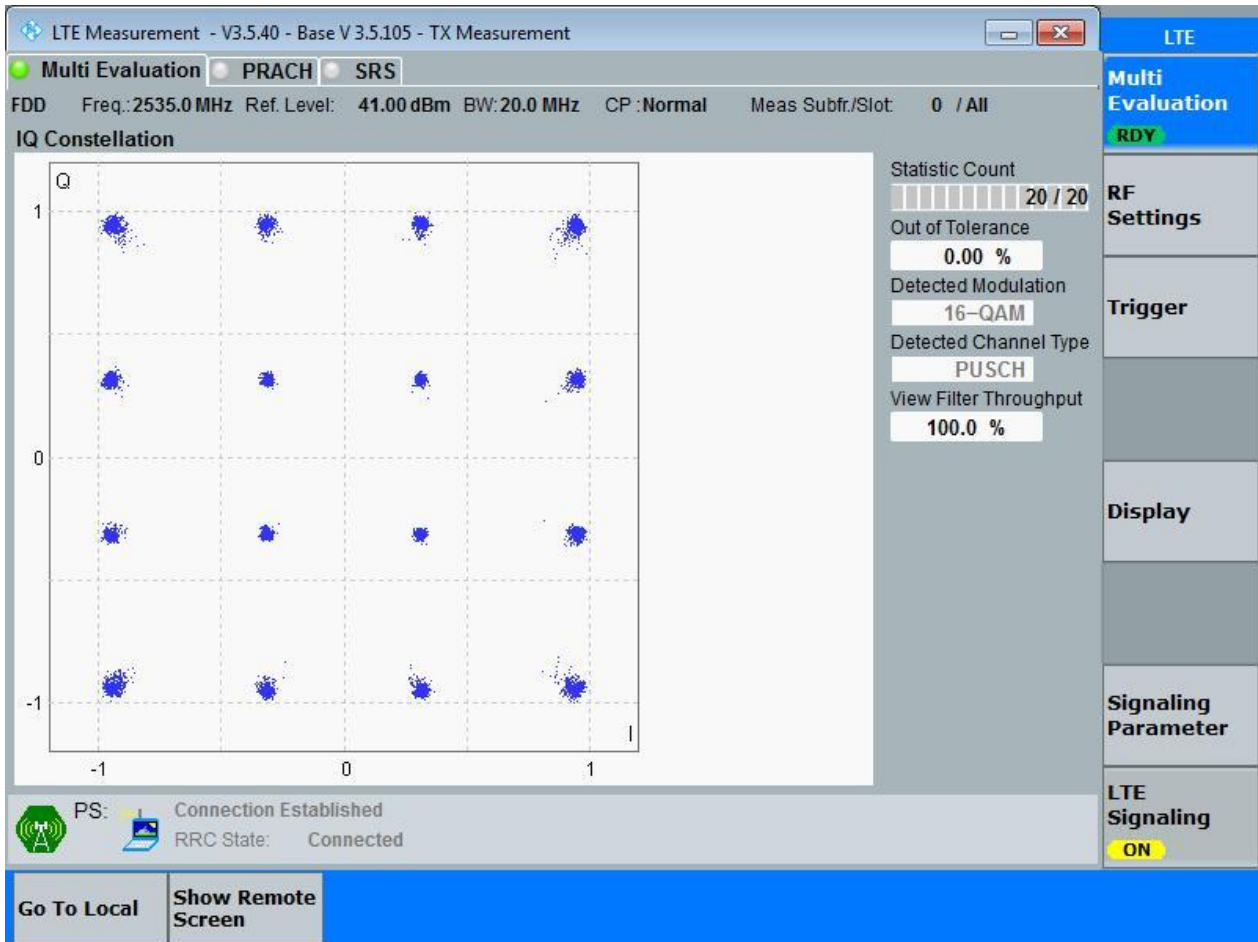 LTE Measurement - V3.5.40 - Base V 3.5.105 - TX Measurement
LTE
Multi Evaluation PRACH SRS
FDD Freq.: 2535.0 MHz Ref. Level: 41.00 dBm BW: 20.0 MHz CP : Normal Meas Subfr./Slot: 0 / All
IQ Constellation
Q
1
0
-1
-1 0 1
I
Statistic Count
20 / 20
Out of Tolerance
0.00 %
Detected Modulation
16-QAM
Detected Channel Type
PUSCH
View Filter Throughput
100.0 %
Multi
Evaluation
RDY
RF
Settings
Trigger
Display
Signaling
Parameter
LTE
Signaling
ON
PS: Connection Established
RRC State: Connected
Go To Local
Show Remote
Screen